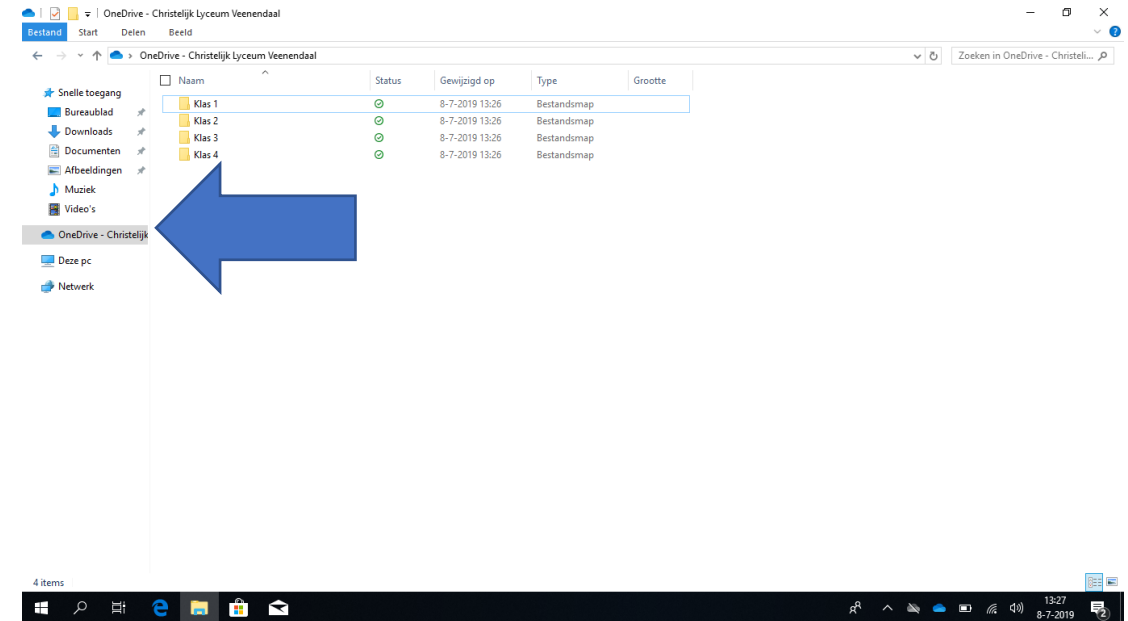 OneDrive - Christelijk Lyceum Veenendaal
Bestand Start Delen Beeld
OneDrive - Christelijk Lyceum Veenendaal
Zoeken in OneDrive - Christeli...
Naam Status Gewijzigd op Type Grootte
Snelle toegang
Bureaublad
Downloads
Documenten
Afbeeldingen
Muziek
Video's
OneDrive - Christelijk
Deze pc
Netwerk
Klas 1 8-7-2019 13:26 Bestandsmap
Klas 2 8-7-2019 13:26 Bestandsmap
Klas 3 8-7-2019 13:26 Bestandsmap
Klas 4 8-7-2019 13:26 Bestandsmap
4 items
13:27
8-7-2019
2